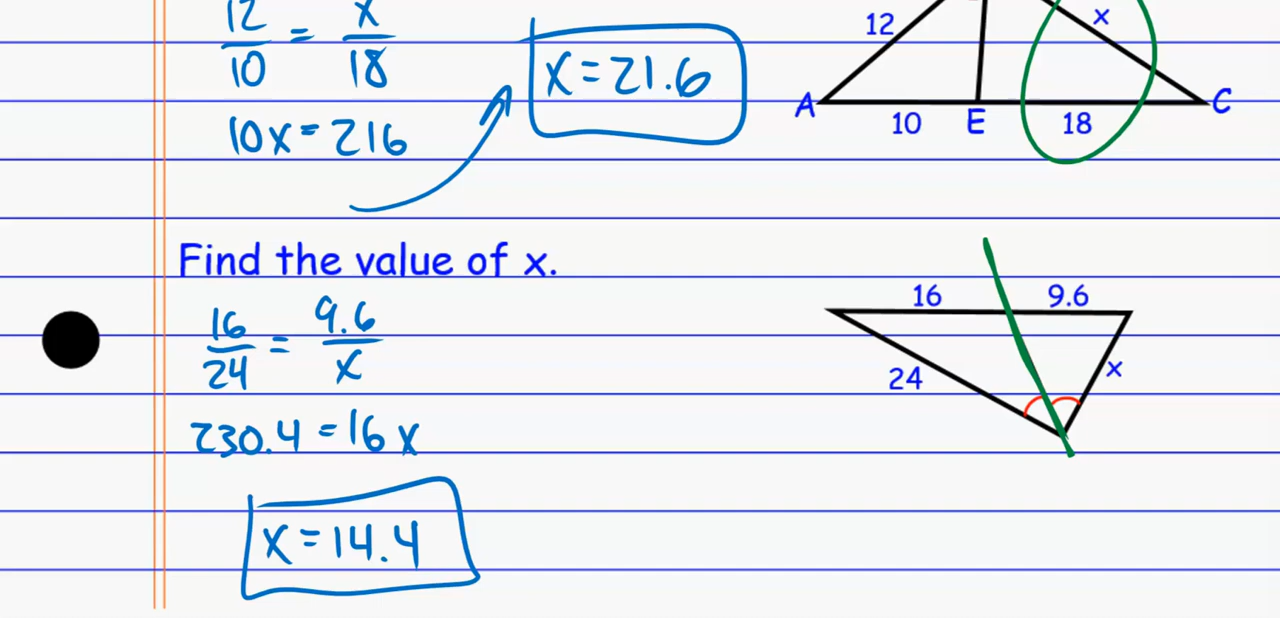 12/10 = x/18
x=21.6
10x=216
12
x
A
C
10
E
18
Find the value of x.
16/24 = 9.6/x
230.4=16x
x=14.4
16
9.6
24
x